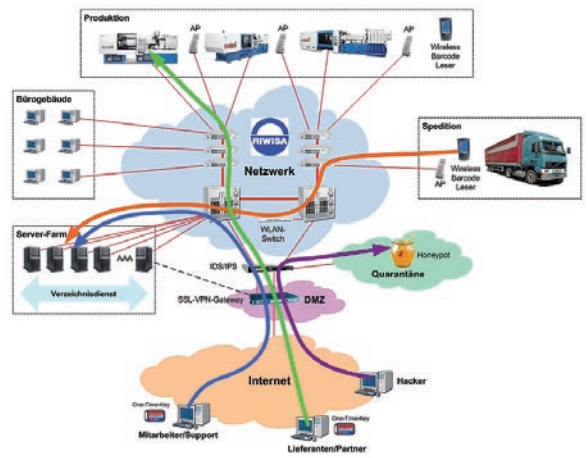 Produktion
AP
AP
AP
Wireless
Barcode
Leser
Bürogebäude
RIWISA
Netzwerk
Spedition
AP
Wireless
Barcode
Leser
WLAN-
Switch
Server-Farm
AAA
Verzeichnisdienst
IDS/IPS
Honeypot
Quarantäne
SSL-VPN-Gateway
DMZ
Internet
Hacker
One-Time-Key
Mitarbeiter/Support
One-Time-Key
Lieferanten/Partner